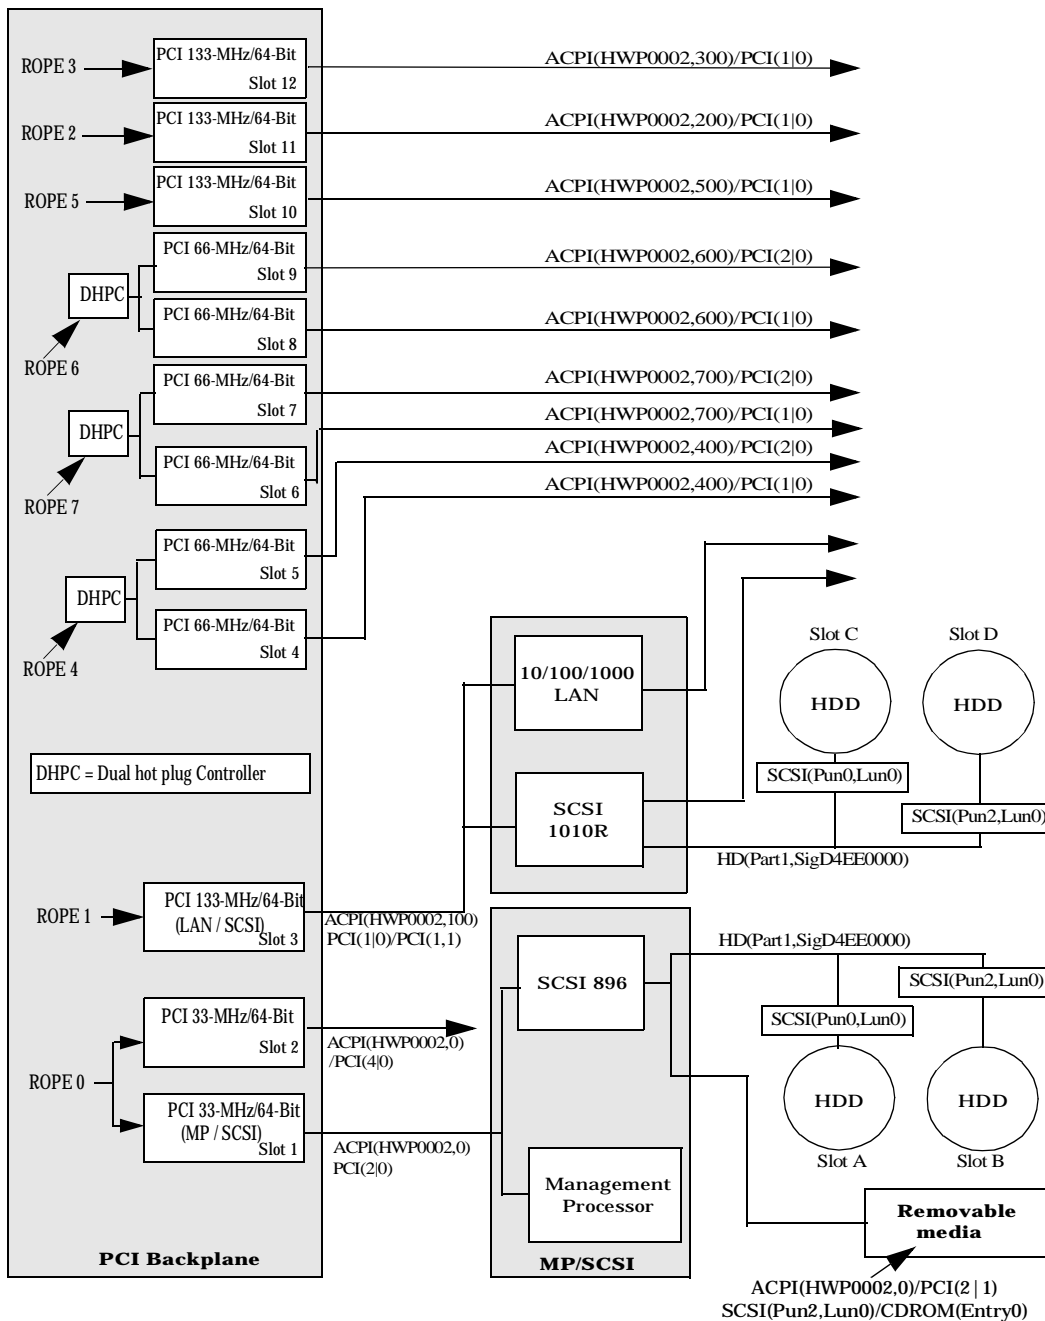 PCI 133-MHz/64-Bit
ROPE 3
Slot 12
ACPI(HWP0002,300)/PCI(1|0)
PCI 133-MHz/64-Bit
ROPE 2
Slot 11
ACPI(HWP0002,200)/PCI(1|0)
PCI 133-MHz/64-Bit
ROPE 5
Slot 10
ACPI(HWP0002,500)/PCI(1|0)
PCI 66-MHz/64-Bit
Slot 9
ACPI(HWP0002,600)/PCI(2|0)
DHPC
PCI 66-MHz/64-Bit
Slot 8
ACPI(HWP0002,600)/PCI(1|0)
ROPE 6
PCI 66-MHz/64-Bit
Slot 7
ACPI(HWP0002,700)/PCI(2|0)
DHPC
ACPI(HWP0002,700)/PCI(1|0)
PCI 66-MHz/64-Bit
Slot 6
ACPI(HWP0002,400)/PCI(2|0)
ROPE 7
ACPI(HWP0002,400)/PCI(1|0)
PCI 66-MHz/64-Bit
Slot 5
DHPC
PCI 66-MHz/64-Bit
Slot 4
ROPE 4
10/100/1000
LAN
Slot C
Slot D
HDD
HDD
DHPC = Dual hot plug Controller
SCSI(Pun0,Lun0)
SCSI
1010R
SCSI(Pun2,Lun0)
HD(Part1,SigD4EE0000)
PCI 133-MHz/64-Bit
ROPE 1
(LAN / SCSI)
Slot 3
ACPI(HWP0002,100)
PCI(1|0)/PCI(1,1)
HD(Part1,SigD4EE0000)
SCSI 896
SCSI(Pun2,Lun0)
SCSI(Pun0,Lun0)
PCI 33-MHz/64-Bit
Slot 2
ACPI(HWP0002,0)
/PCI(4|0)
ROPE 0
PCI 33-MHz/64-Bit
(MP / SCSI)
Slot 1
ACPI(HWP0002,0)
PCI(2|0)
HDD
HDD
Slot A
Slot B
Management
Processor
Removable
media
PCI Backplane
MP/SCSI
ACPI(HWP0002,0)/PCI(2|1)
SCSI(Pun2,Lun0)/CDROM(Entry0)